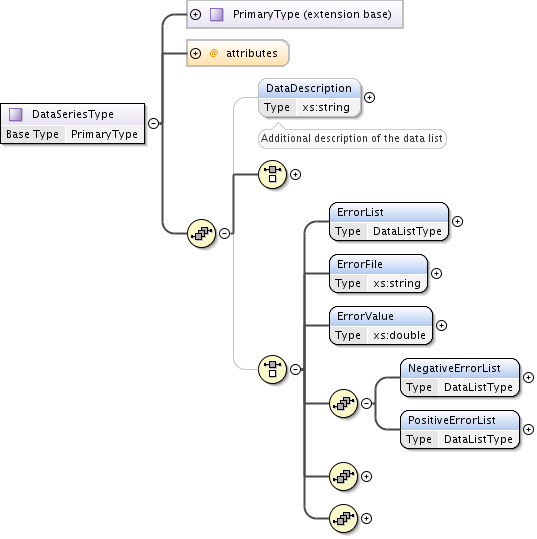 PrimaryType (extension base)
@ attributes
DataSeriesType
Base Type PrimaryType
DataDescription
Type xs:string
Additional description of the data list
ErrorList
Type DataListType
ErrorFile
Type xs:string
ErrorValue
Type xs:double
NegativeErrorList
Type DataListType
PositiveErrorList
Type DataListType